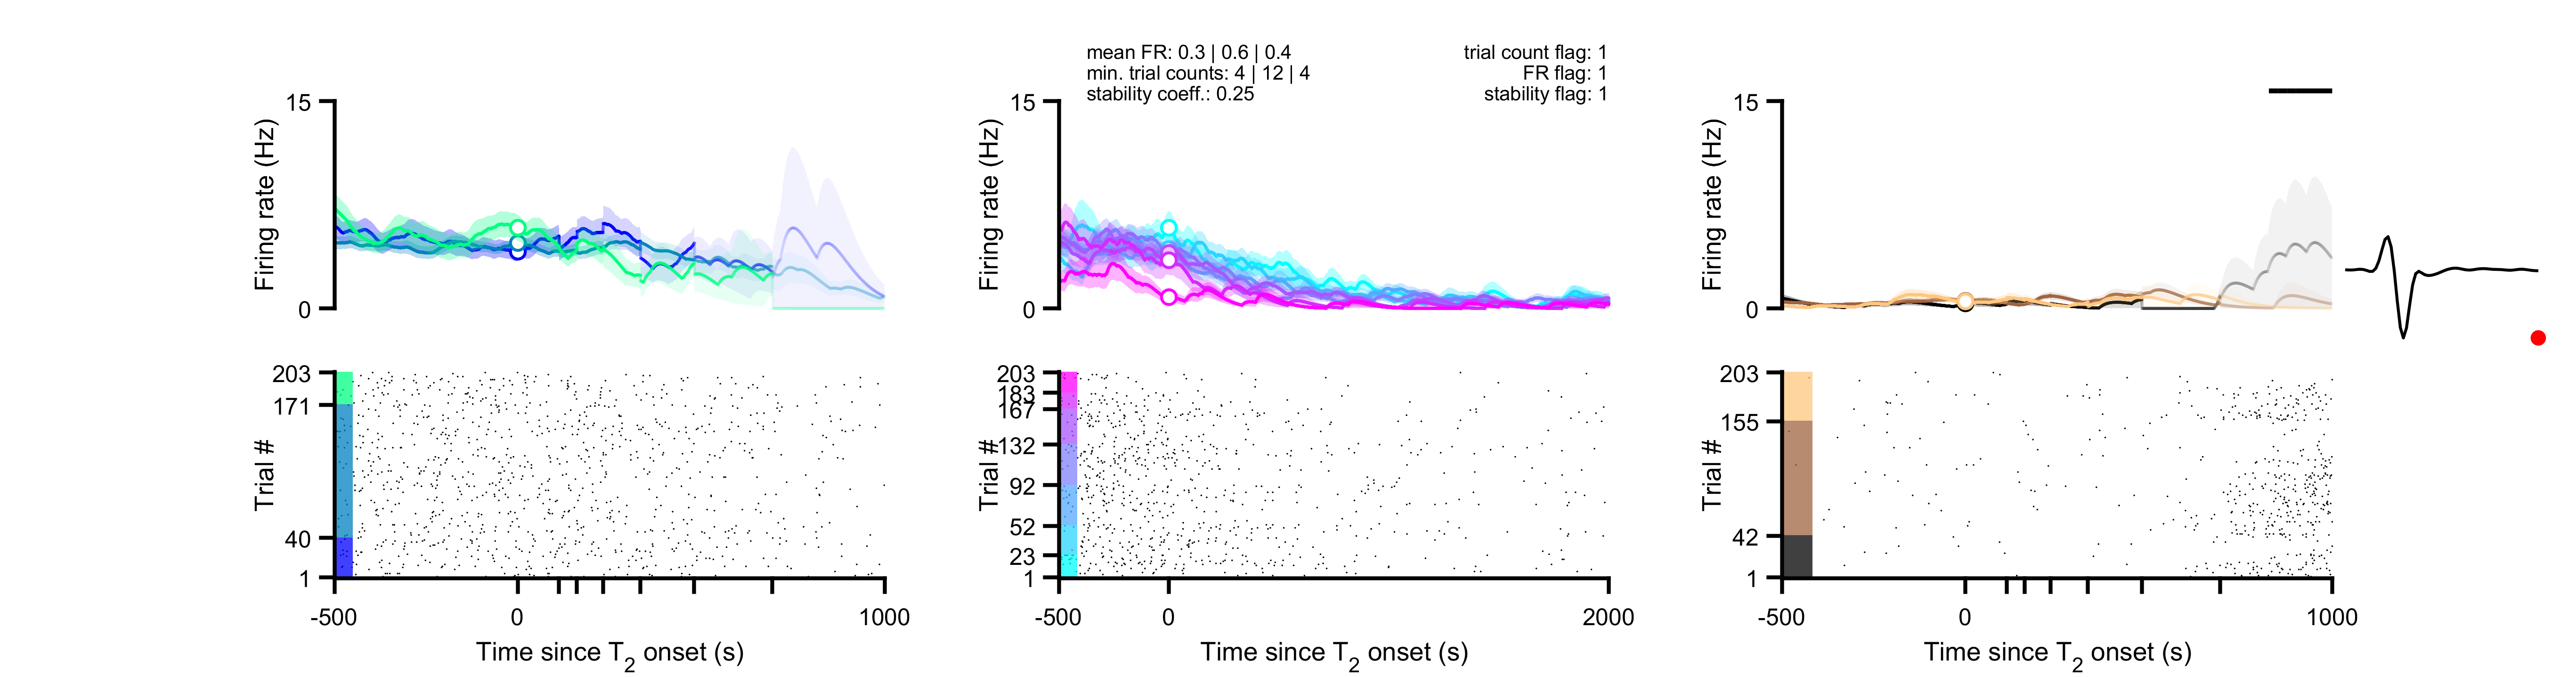 mean FR: 0.3 | 0.6 | 0.4
min. trial counts: 4 | 12 | 4
stability coeff.: 0.25
trial count flag: 1
FR flag: 1
stability flag: 1
15
0
Firing rate (Hz)
15
0
Firing rate (Hz)
15
0
Firing rate (Hz)
203
171
40
1
Trial #
-500
0
1000
Time since T2 onset (s)
203
183
167
132
92
52
23
1
Trial #
-500
0
2000
Time since T2 onset (s)
203
155
42
1
Trial #
-500
0
1000
Time since T2 onset (s)